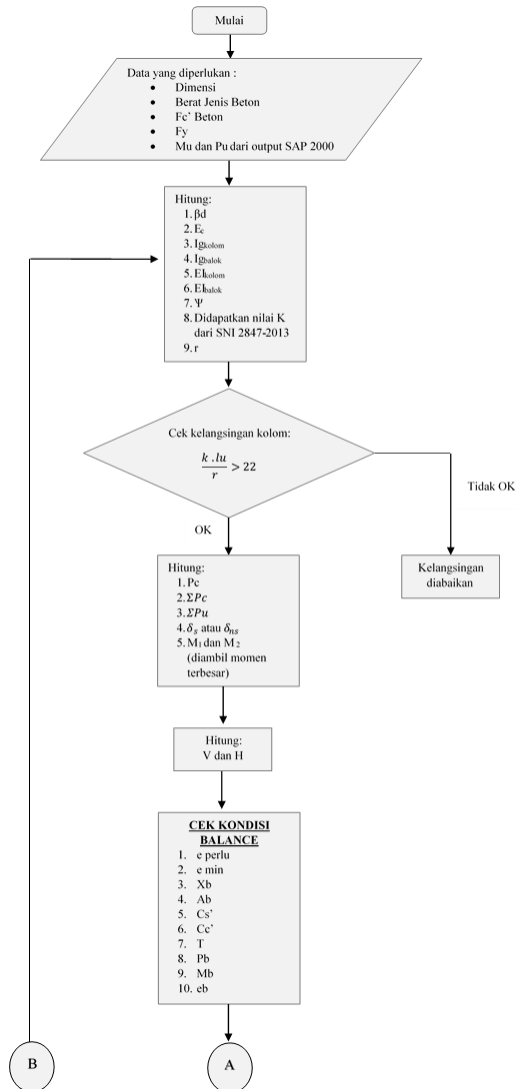 Mulai
Data yang diperlukan :
• Dimensi
• Berat Jenis Beton
• Fc' Beton
• Fy
• Mu dan Pu dari output SAP 2000
Hitung:
1. βd
2. Ec
3. Igkolom
4. Igbalok
5. EIkolom
6. EIbalok
7. Ψ
8. Didapatkan nilai K
dari SNI 2847-2013
9. r
Cek kelangsingan kolom:
k .lu
r
> 22
Tidak OK
OK
Kelangsingan
diabaikan
Hitung:
1. Pc
2. ΣPc
3. ΣPu
4. δs atau δns
5. M1 dan M2
(diambil momen
terbesar)
Hitung:
V dan H
CEK KONDISI
BALANCE
1. e perlu
2. e min
3. Xb
4. Ab
5. Cs'
6. Cc'
7. T
8. Pb
9. Mb
10. eb
B
A